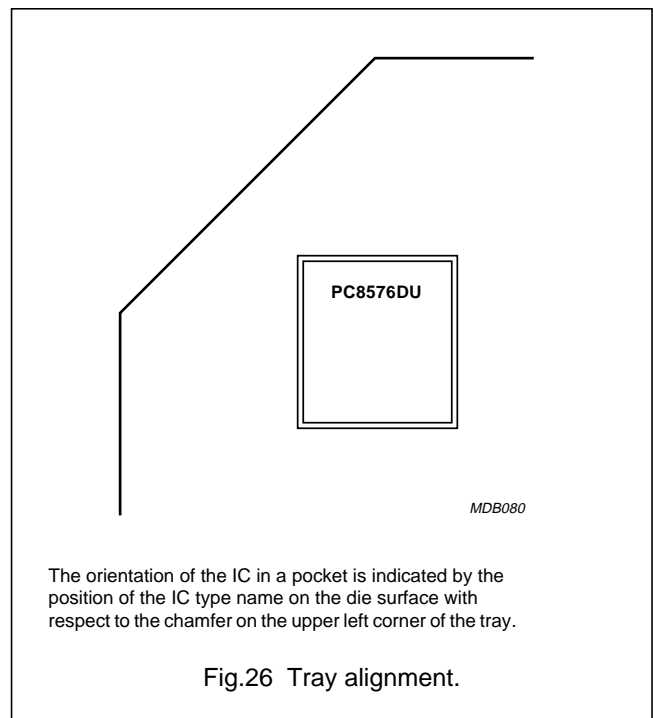 PC8576DU
MDB080
The orientation of the IC in a pocket is indicated by the
position of the IC type name on the die surface with
respect to the chamfer on the upper left corner of the tray.
Fig.26 Tray alignment.